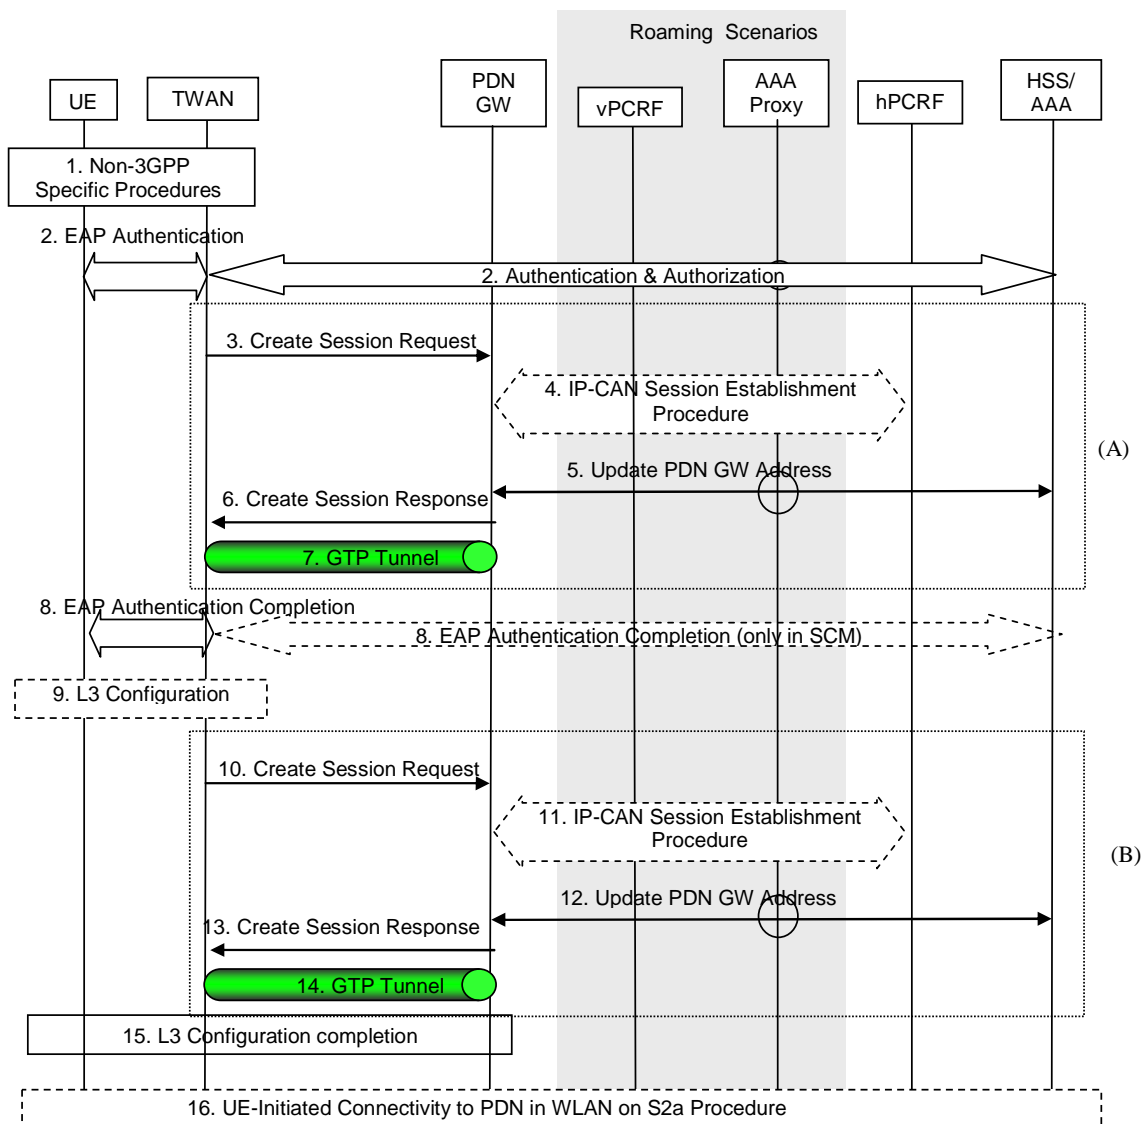 Roaming Scenarios
UE
TWAN
PDN
GW
vPCRF
AAA
Proxy
hPCRF
HSS/
AAA
1. Non-3GPP
Specific Procedures
2. EAP Authentication
2. Authentication & Authorization
3. Create Session Request
4. IP-CAN Session Establishment
Procedure
(A)
5. Update PDN GW Address
6. Create Session Response
7. GTP Tunnel
8. EAP Authentication Completion
8. EAP Authentication Completion (only in SCM)
9. L3 Configuration
10. Create Session Request
11. IP-CAN Session Establishment
Procedure
(B)
12. Update PDN GW Address
13. Create Session Response
14. GTP Tunnel
15. L3 Configuration completion
16. UE-Initiated Connectivity to PDN in WLAN on S2a Procedure